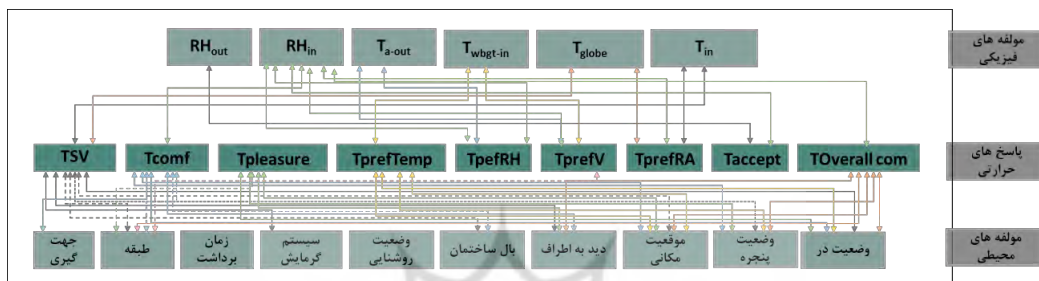 RHout
RHin
Ta-out
Twbgt-in
Tglobe
Tin
مولفه های
فیزیکی
TSV
Tcomf
Tpleasure
TprefTemp
TpefRH
TprefV
TprefRA
Taccept
TOverall com
پاسخ های
حرارتی
جهت
گیری
طبقه
زمان
برداشت
سیستم
گرمایش
وضعیت
روشنایی
بال ساختمان
دید به اطراف
موقعیت
مکانی
وضعیت
پنجره
وضعیت در
مولفه های
محیطی